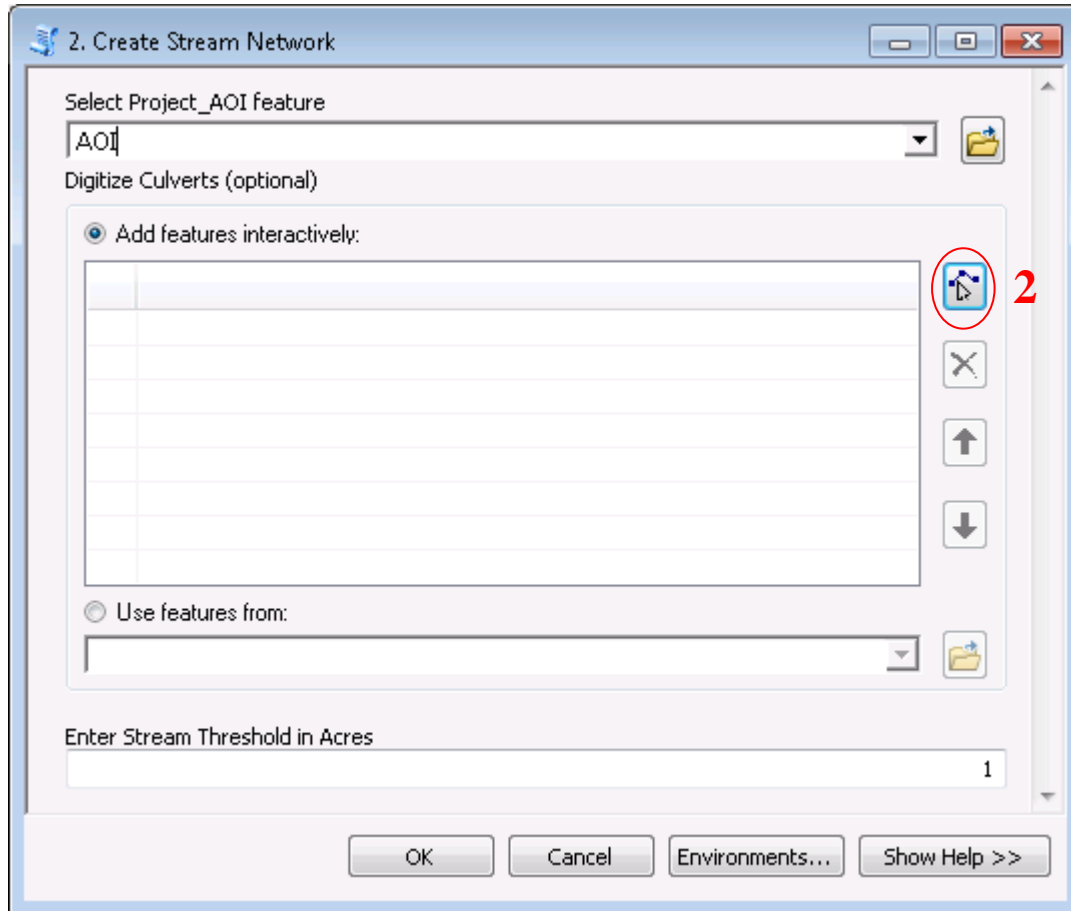 2. Create Stream Network
Select Project_AOI feature
AOI
Digitize Culverts (optional)
Add features interactively:
2
Use features from:
Enter Stream Threshold in Acres
1
OK Cancel Environments... Show Help >>